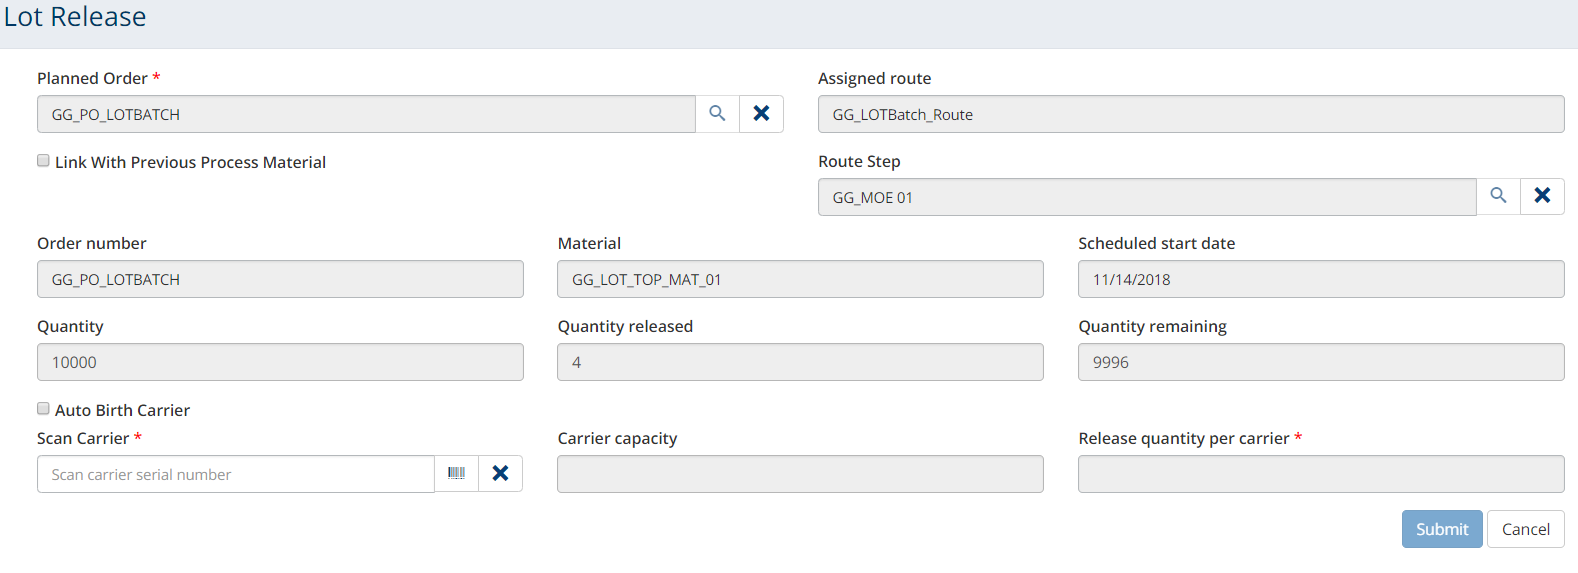 Lot Release
Planned Order *
Assigned route
GG_PO_LOTBATCH
GG_LOTBatch_Route
Link With Previous Process Material
Route Step
GG_MOE 01
Order number
Material
Scheduled start date
GG_PO_LOTBATCH
GG_LOT_TOP_MAT_01
11/14/2018
Quantity
Quantity released
Quantity remaining
10000
4
9996
Auto Birth Carrier
Scan Carrier *
Carrier capacity
Release quantity per carrier *
Scan carrier serial number
Submit
Cancel